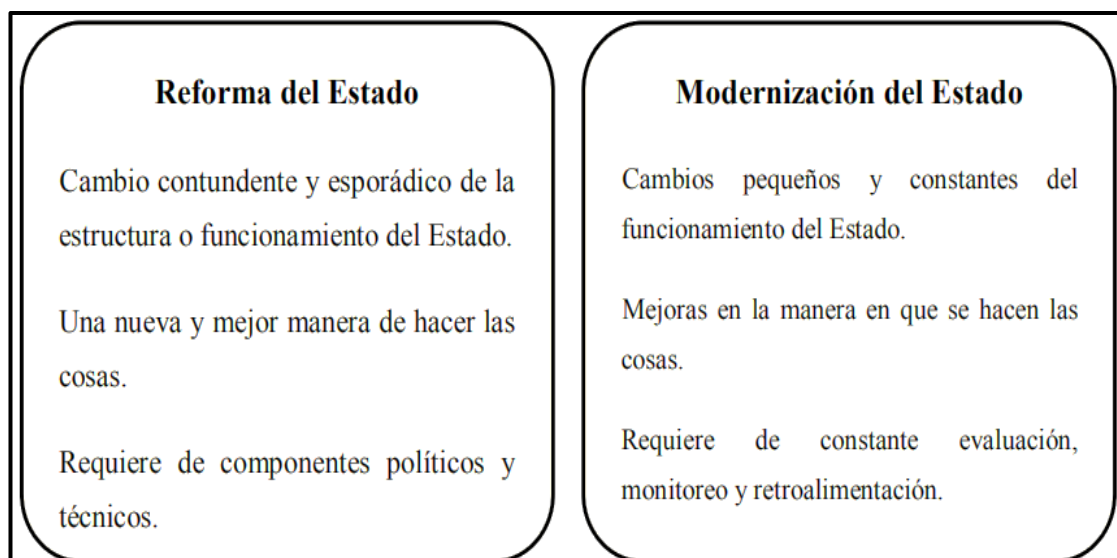 Reforma del Estado
Cambio contundente y esporádico de la
estructura o funcionamiento del Estado.
Una nueva y mejor manera de hacer las
cosas.
Requiere de componentes políticos y
técnicos.
Modernización del Estado
Cambios pequeños y constantes del
funcionamiento del Estado.
Mejoras en la manera en que se hacen las
cosas.
Requiere de constante evaluación,
monitoreo y retroalimentación.